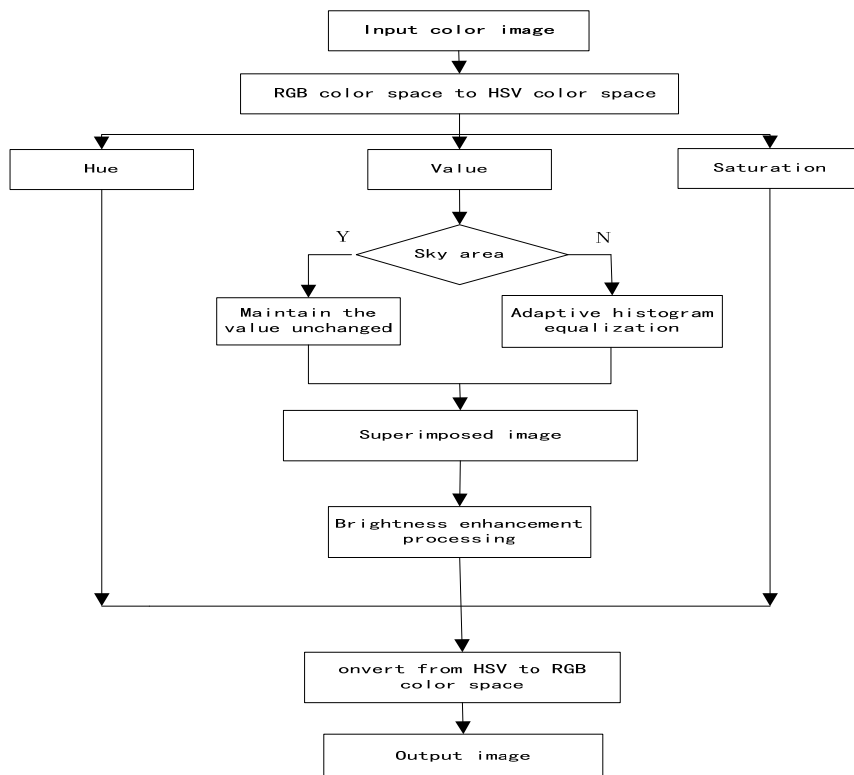 Input color image
RGB color space to HSV color space
Hue
Value
Saturation
Y
Sky area
N
Maintain the
value unchanged
Adaptive histogram
equalization
Superimposed image
Brightness enhancement
processing
onvert from HSV to RGB
color space
Output image